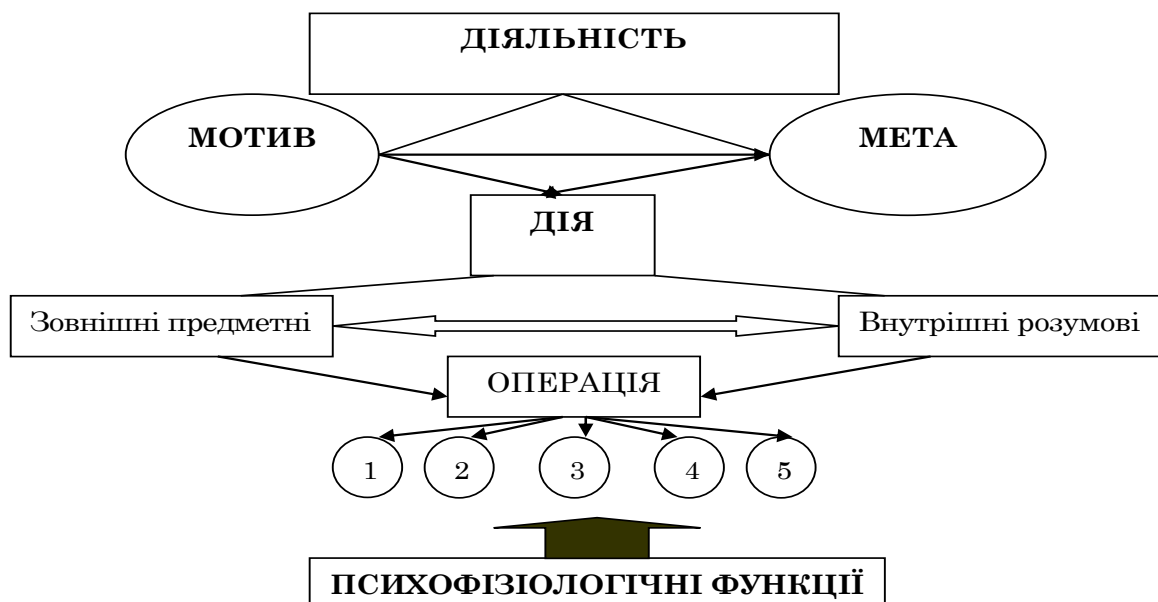 ДІЯЛЬНІСТЬ
МОТИВ
МЕТА
ДІЯ
Зовнішні предметні
Внутрішні розумові
ОПЕРАЦІЯ
1
2
3
4
5
ПСИХОФІЗІОЛОГІЧНІ ФУНКЦІЇ